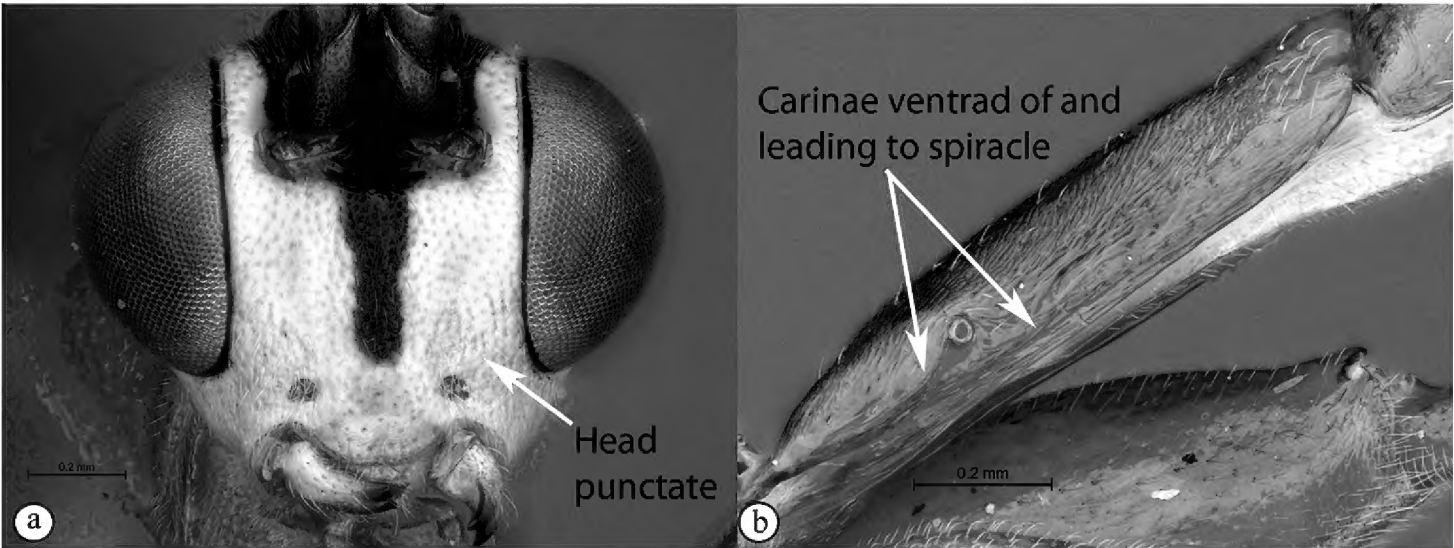 Carinae ventrad of and
leading to spiracle
Head
punctate
0.2 mm
0.2 mm
a
b